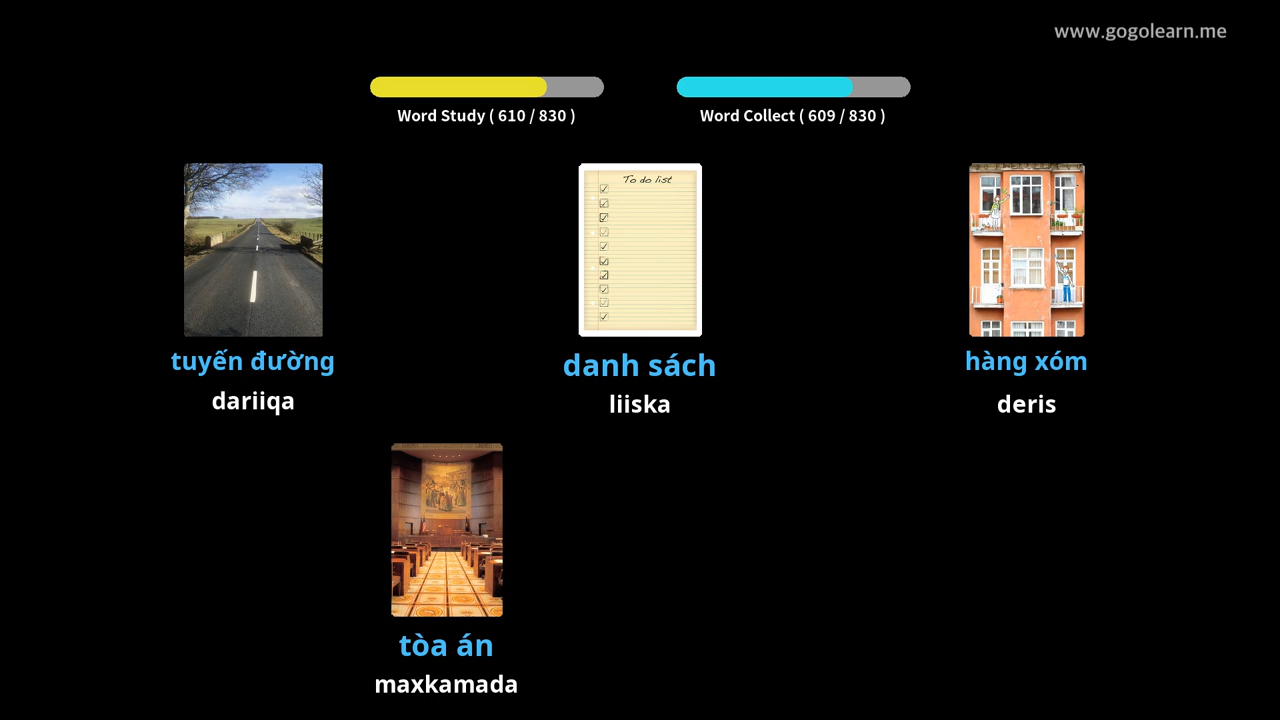 www.gogolearn.me
Word Study ( 610 / 830 )
Word Collect ( 609 / 830 )
To do list
tuyến đường
dariiqa
danh sách
liiska
hàng xóm
deris
tòa án
maxkamada